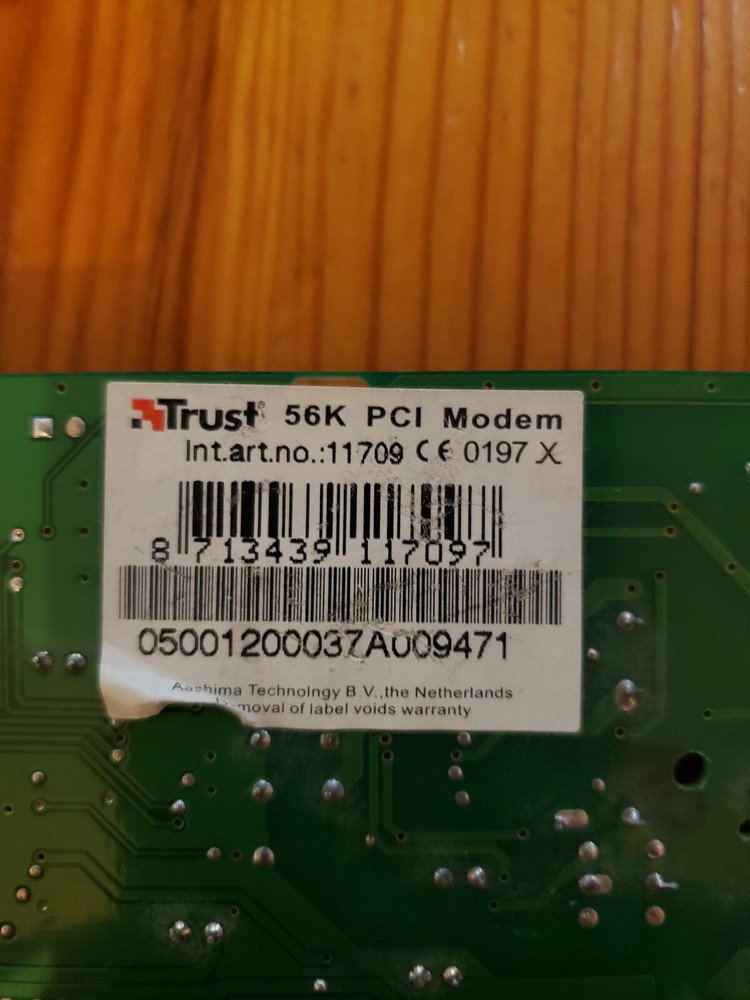 Trust® 56K PCI Modem
Int.art.no.:11709 CE 0197 X
8 713439 117097
05001200037A009471
Aashima Technolngy B.V.,the Netherlands
Removal of label voids warranty